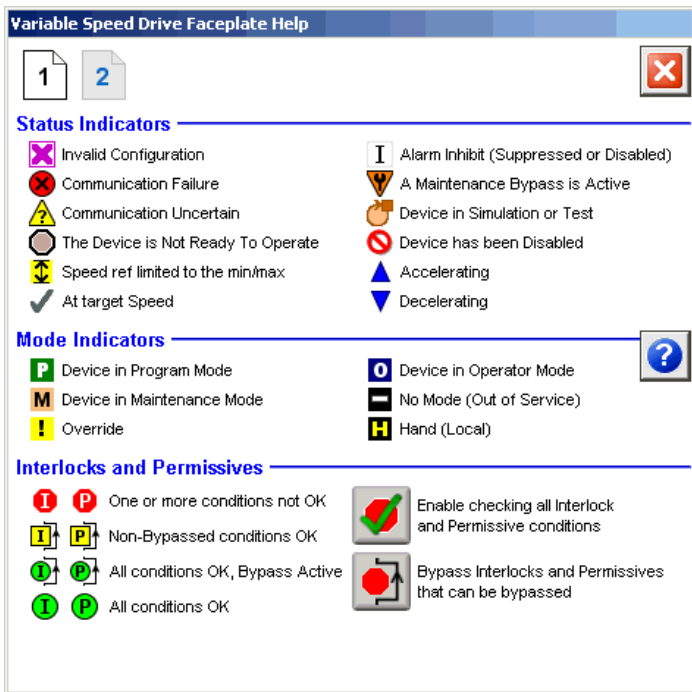 Variable Speed Drive Faceplate Help
1 2
Status Indicators
Invalid Configuration
I Alarm Inhibit (Suppressed or Disabled)
Communication Failure
A Maintenance Bypass is Active
? Communication Uncertain
Device in Simulation or Test
The Device is Not Ready To Operate
Device has been Disabled
Speed ref limited to the min/max
Accelerating
At target Speed
Decelerating
Mode Indicators
?
P Device in Program Mode
O Device in Operator Mode
M Device in Maintenance Mode
No Mode (Out of Service)
! Override
H Hand (Local)
Interlocks and Permissives
I P One or more conditions not OK
Enable checking all Interlock
and Permissive conditions
I P Non-Bypassed conditions OK
I P All conditions OK, Bypass Active
Bypass Interlocks and Permissives
that can be bypassed
I P All conditions OK